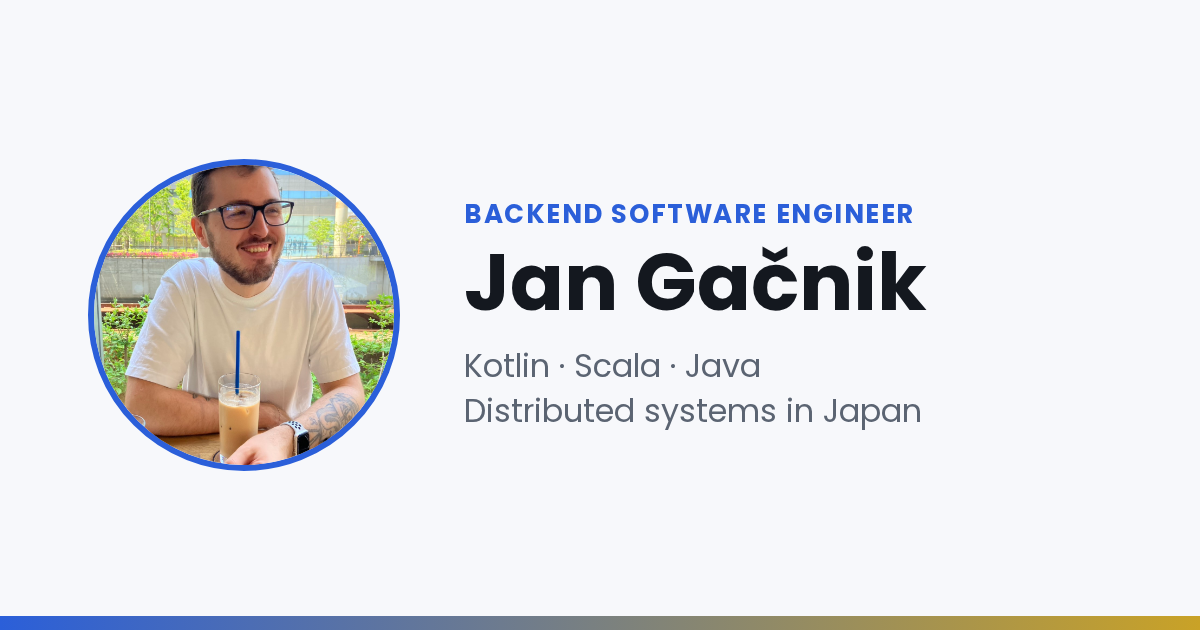 BACKEND SOFTWARE ENGINEER
Jan Gačnik
Kotlin · Scala · Java
Distributed systems in Japan